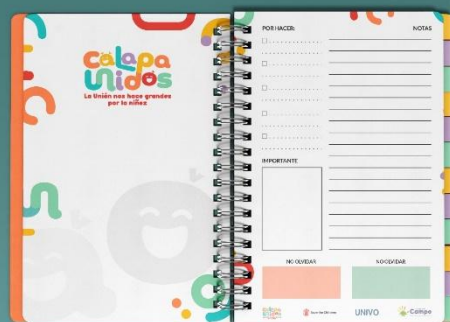 Calapa
Unidos
La Unión nos hace grandes
por la niñez
POR HACER:
NOTAS
IMPORTANTE
NO OLVIDAR
NO OLVIDAR
UNIVO
Campo